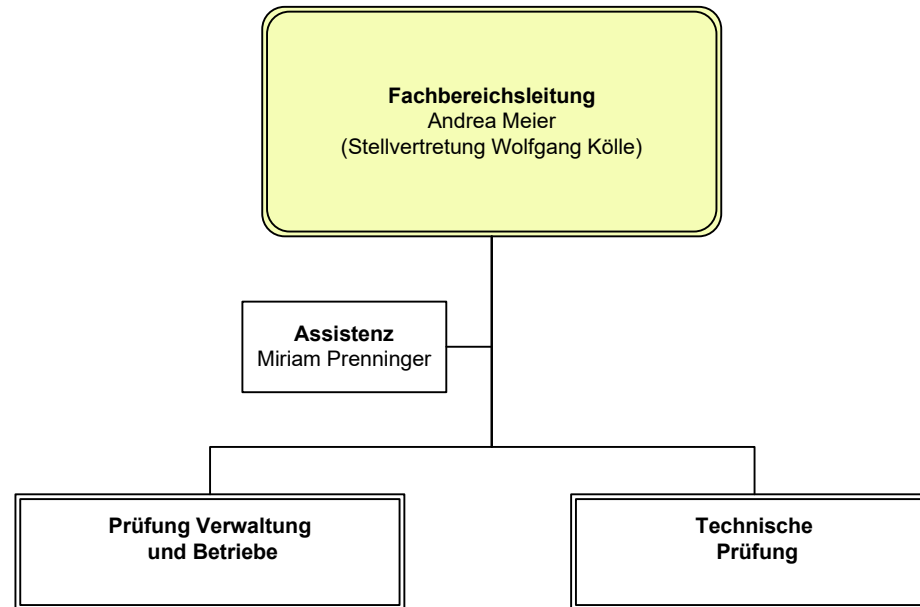 Fachbereichsleitung
Andrea Meier
(Stellvertretung Wolfgang Kölle)
Assistenz
Miriam Prenninger
Prüfung Verwaltung
und Betriebe
Technische
Prüfung